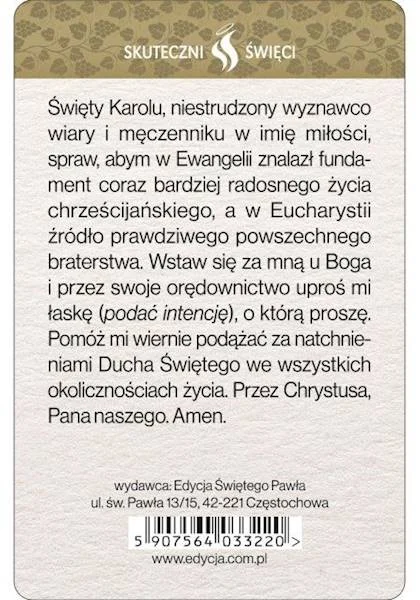 SKUTECZNI ŚWIĘCI
Święty Karolu, niestrudzony wyznawco
wiary i męczenniku w imię miłości,
spraw, abym w Ewangelii znalazł funda-
ment coraz bardziej radosnego życia
chrześcijańskiego, a w Eucharystii
źródło prawdziwego powszechnego
braterstwa. Wstaw się za mną u Boga
i przez swoje orędownictwo uproś mi
łaskę (podać intencję), o którą proszę.
Pomóż mi wiernie podążać za natchnie-
niami Ducha Świętego we wszystkich
okolicznościach życia. Przez Chrystusa,
Pana naszego. Amen.
wydawca: Edycja Świętego Pawła
ul. św. Pawła 13/15, 42-221 Częstochowa
5 907564 033220>
www.edycja.com.pl